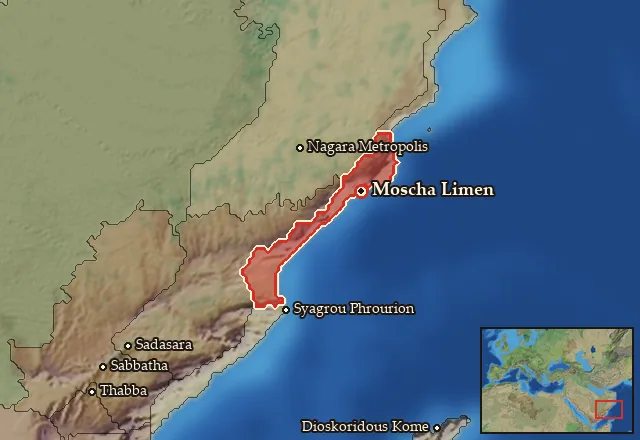 Nagara Metropolis
Moscha Limen
Syagrou Phrourion
Sadasara
Sabbatha
Thabba
Dioskoridous Kome